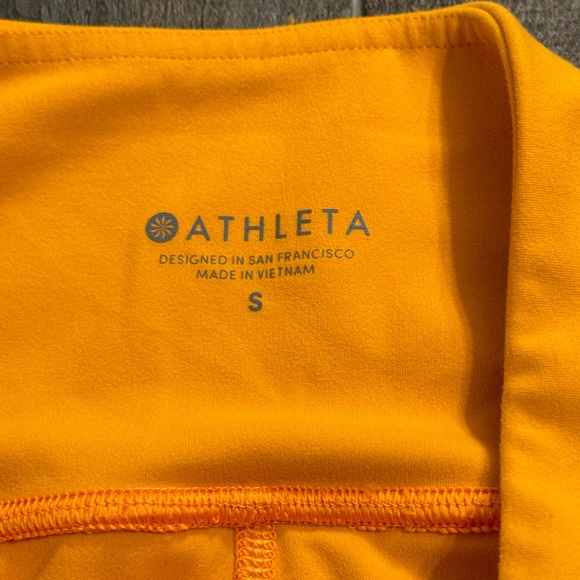 ATHLETA
DESIGNED IN SAN FRANCISCO
MADE IN VIETNAM
S